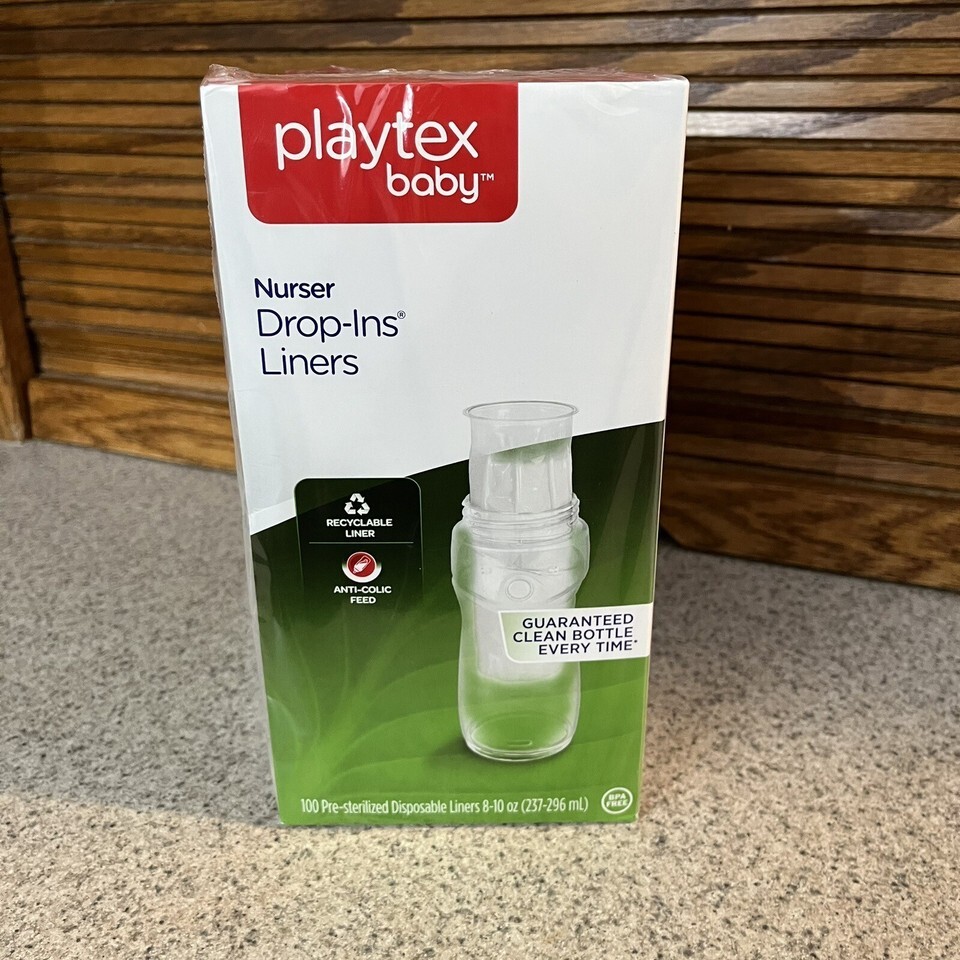 playtex
baby™
Nurser
Drop-Ins®
Liners
RECYCLABLE
LINER
ANTI-COLIC
FEED
GUARANTEED
CLEAN BOTTLE
EVERY TIME*
100 Pre-sterilized Disposable Liners 8-10 oz (237-296 mL)
BPA
FREE